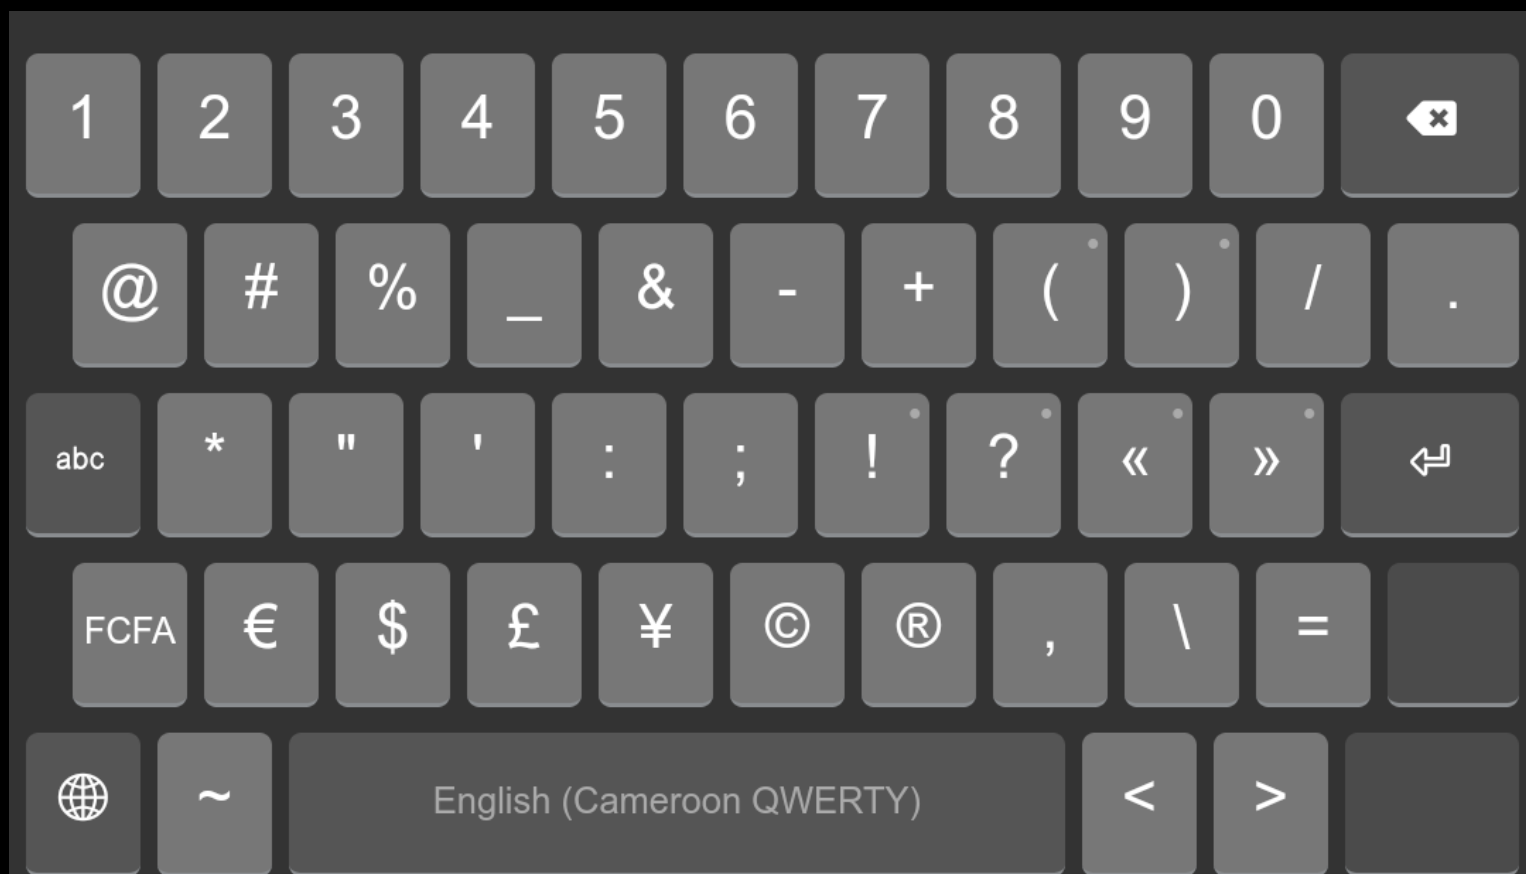 1 2 3 4 5 6 7 8 9 0
@ # % _ & - + ( ) / .
abc * " ' : ; ! ? « »
FCFA € $ £ ¥ © ® , \ =
~ English (Cameroon QWERTY) < >